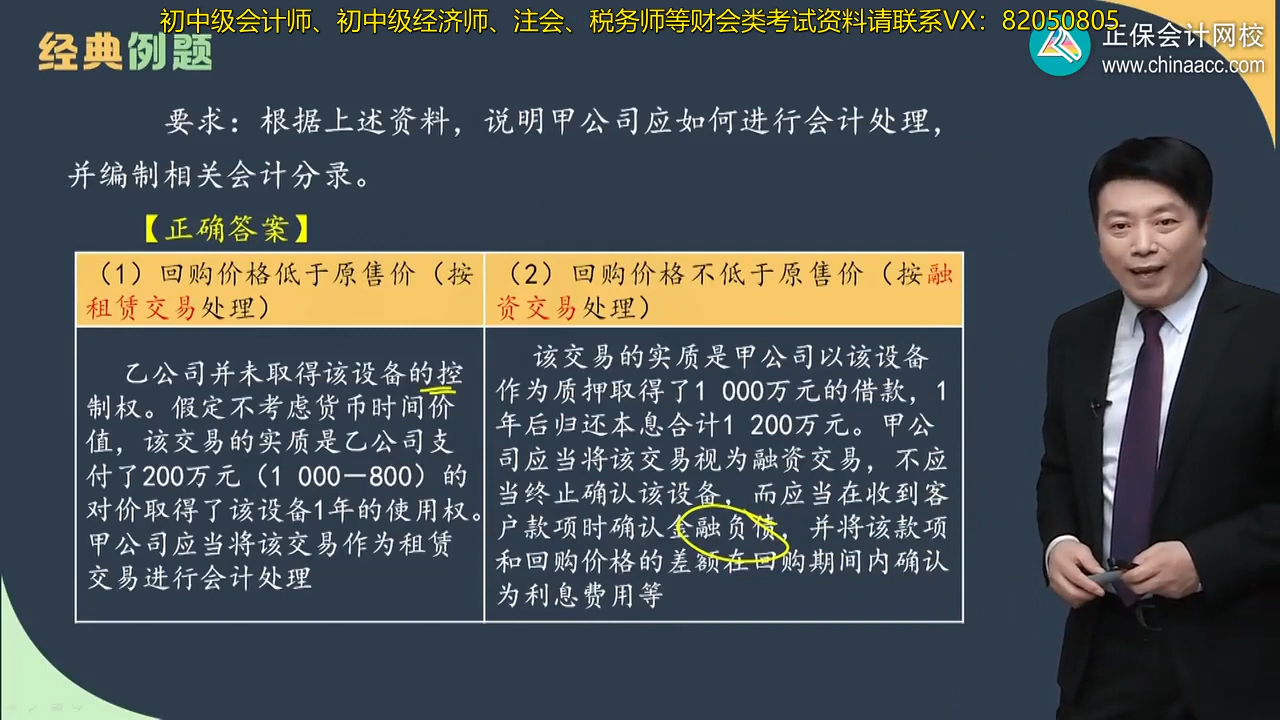 初中级会计师、初中级经济师、注会、税务师等财会类考试资料请联系VX：82050805
经典例题
正保会计网校
www.chinaacc.com
要求：根据上述资料，说明甲公司应如何进行会计处理，
并编制相关会计分录。
【正确答案】
（1）回购价格低于原售价（按
租赁交易处理）
乙公司并未取得该设备的控
制权。假定不考虑货币时间价
值，该交易的实质是乙公司支
付了200万元（1 000－800）的
对价取得了该设备1年的使用权。
甲公司应当将该交易作为租赁
交易进行会计处理
（2）回购价格不低于原售价（按融
资交易处理）
该交易的实质是甲公司以该设备
作为质押取得了1 000万元的借款，1
年后归还本息合计1 200万元。甲公
司应当将该交易视为融资交易，不应
当终止确认该设备，而应当在收到客
户款项时确认金融负债，并将该款项
和回购价格的差额在回购期间内确认
为利息费用等